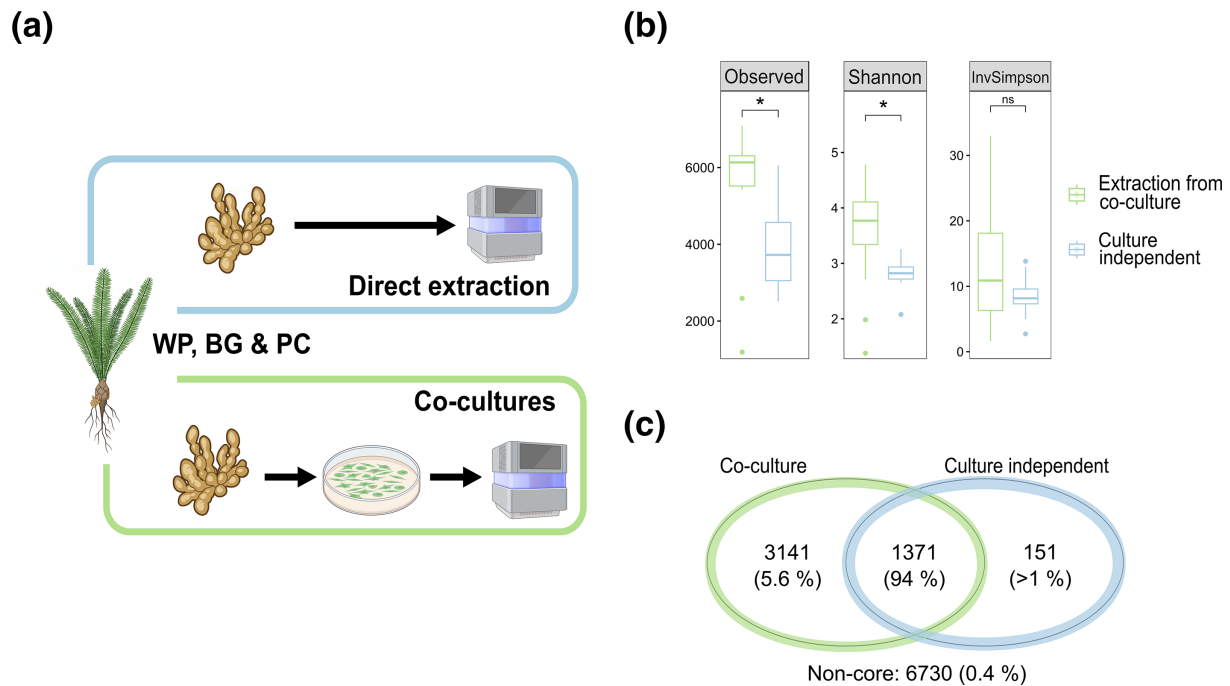 (a)
Direct extraction
WP, BG & PC
Co-cultures
(b)
Observed
Shannon
InvSimpson
*
*
ns
6000
4000
2000
5
4
3
2
30
20
10
0
Extraction from
co-culture
Culture
independent
(c)
Co-culture
Culture independent
3141
(5.6 %)
1371
(94 %)
151
(>1 %)
Non-core: 6730 (0.4 %)